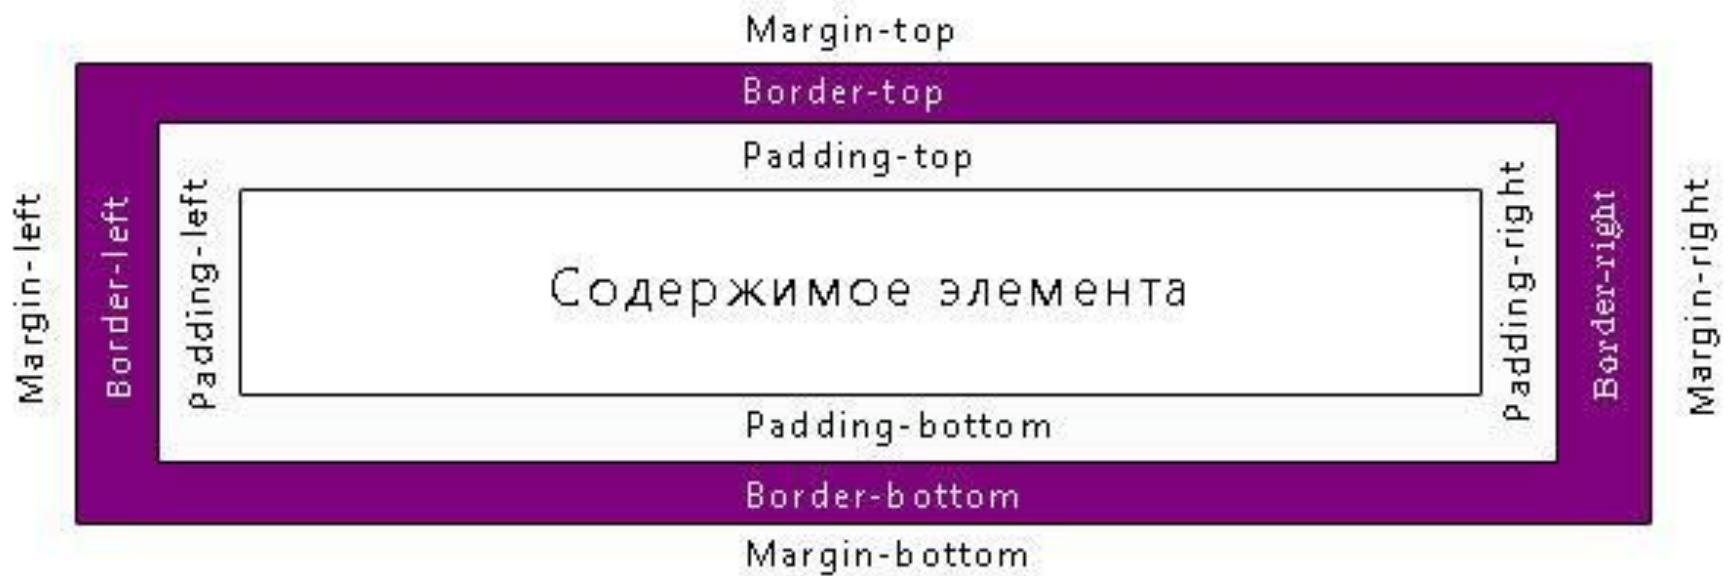 Margin-top
Border-top
Padding-top
Margin-left
Border-left
Padding-left
Содержимое элемента
Padding-right
Border-right
Margin-right
Padding-bottom
Border-bottom
Margin-bottom